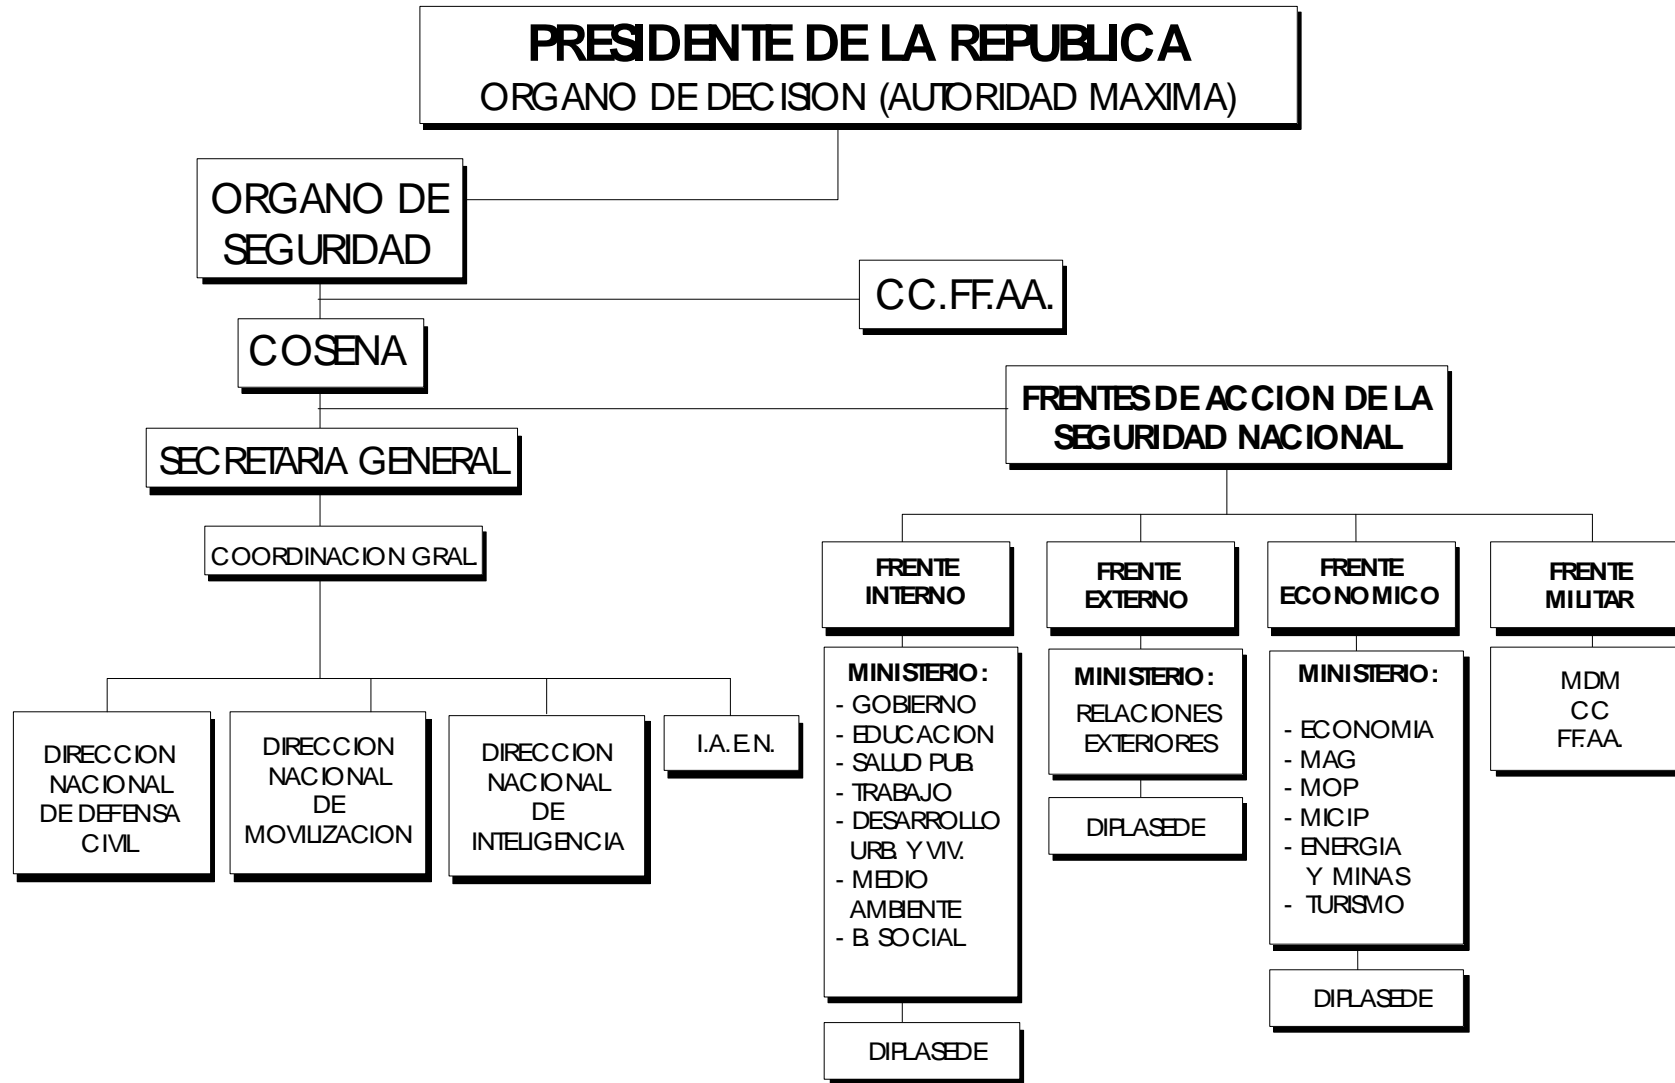 PRESIDENTE DE LA REPUBLICA
ORGANO DE DECISION (AUTORIDAD MAXIMA)
ORGANO DE
SEGURIDAD
CC.FF.AA.
COSENA
FRENTES DE ACCION DE LA
SEGURIDAD NACIONAL
SECRETARIA GENERAL
COORDINACION GRAL.
DIRECCION
NACIONAL
DE DEFENSA
CIVIL
DIRECCION
NACIONAL
DE
MOVILIZACION
DIRECCION
NACIONAL
DE
INTELIGENCIA
I.A.E.N.
FRENTE
INTERNO
MINISTERIO:
- GOBIERNO
- EDUCACION
- SALUD PUB.
- TRABAJO
- DESARROLLO
URB. Y VIV.
- MEDIO
AMBIENTE
- B. SOCIAL
DIPLASEDE
FRENTE
EXTERNO
MINISTERIO:
RELACIONES
EXTERIORES
DIPLASEDE
FRENTE
ECONOMICO
MINISTERIO:
- ECONOMIA
- MAG
- MOP
- MICIP
- ENERGIA
Y MINAS
- TURISMO
DIPLASEDE
FRENTE
MILITAR
MDM
CC
FF.AA.